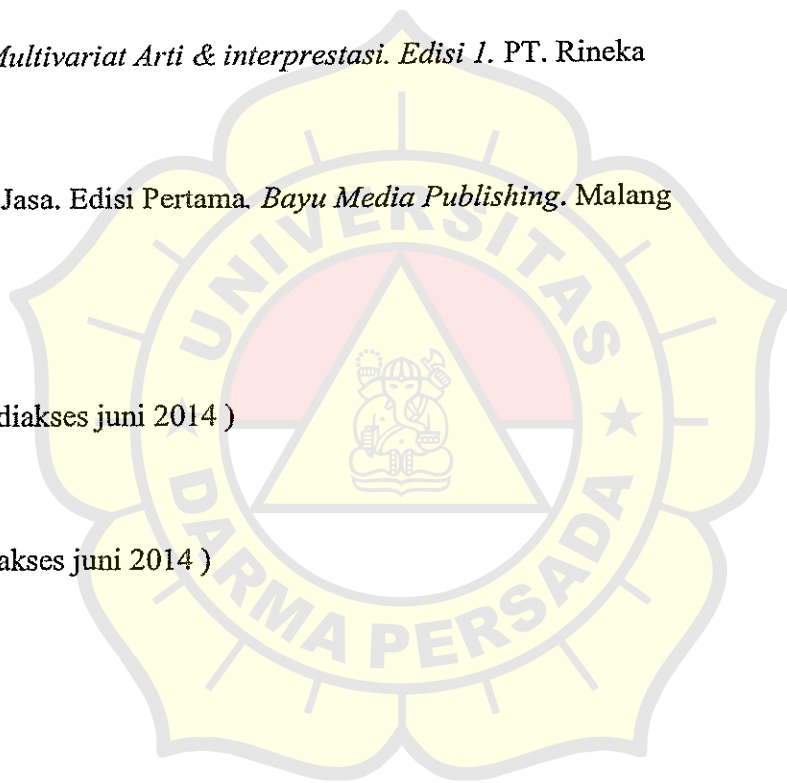 Multivariat Arti & interprestasi. Edisi 1. PT. Rineka
Jasa. Edisi Pertama. Bayu Media Publishing. Malang
UNIVERSITAS
diakses juni 2014 )
akses juni 2014 )
DARMA PERSADA